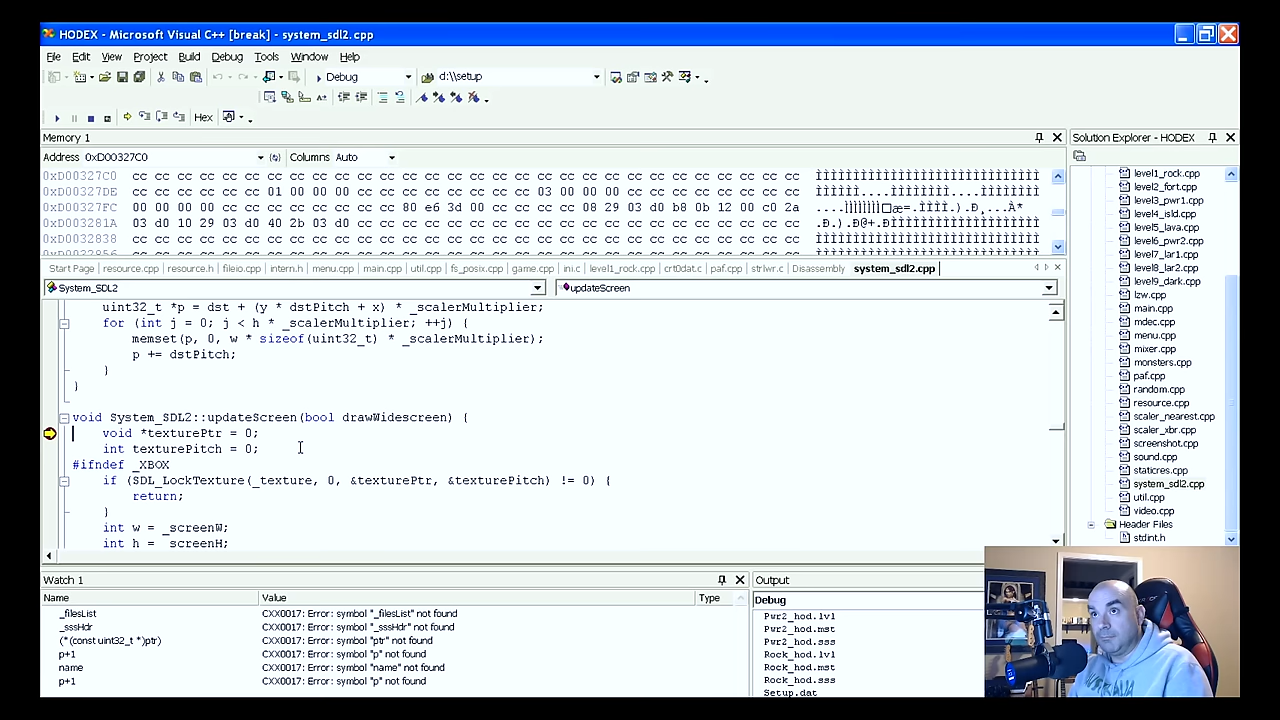 HODEX - Microsoft Visual C++ [break] - system_sdl2.cpp
File Edit View Project Build Debug Tools Window Help
Debug d:\\setup
Hex
Memory 1
Solution Explorer - HODEX
Address 0xD00327C0 Columns Auto
0xD00327C0 cc cc cc cc cc cc cc cc cc cc cc cc cc cc cc cc cc cc cc cc cc cc cc cc cc cc cc cc cc cc
0xD00327DE cc cc cc cc cc cc cc cc 01 00 00 00 cc cc cc cc cc cc cc cc 03 00 00 00 cc cc cc cc cc cc
0xD00327FC 00 00 00 00 cc cc cc cc cc cc cc cc 80 e6 3d 00 cc cc cc cc 08 29 03 d0 b8 0b 12 00 c0 2a
0xD003281A 03 d0 10 29 03 d0 40 2b 03 d0 cc cc cc cc cc cc cc cc cc cc cc cc cc cc cc cc cc cc cc cc
0xD0032838 cc cc cc cc cc cc cc cc cc cc cc cc cc cc cc cc cc cc cc cc cc cc cc cc cc cc cc cc cc cc
Start Page resource.cpp resource.h fileio.cpp intern.h menu.cpp main.cpp util.cpp fs_posix.cpp game.cpp ini.c level1_rock.cpp crt0dat.c paf.cpp strlwr.c Disassembly system_sdl2.cpp
System_SDL2 updateScreen
uint32_t *p = dst + (y * dstPitch + x) * _scalerMultiplier;
for (int j = 0; j < h * _scalerMultiplier; ++j) {
memset(p, 0, w * sizeof(uint32_t) * _scalerMultiplier);
p += dstPitch;
}
}
void System_SDL2::updateScreen(bool drawWidescreen) {
void *texturePtr = 0;
int texturePitch = 0;
#ifndef _XBOX
if (SDL_LockTexture(_texture, 0, &texturePtr, &texturePitch) != 0) {
return;
}
int w = _screenW;
int h = _screenH;
level1_rock.cpp
level2_fort.cpp
level3_pwr1.cpp
level4_isld.cpp
level5_lava.cpp
level6_pwr2.cpp
level7_lar1.cpp
level8_lar2.cpp
level9_dark.cpp
lzw.cpp
main.cpp
mdec.cpp
menu.cpp
mixer.cpp
monsters.cpp
paf.cpp
random.cpp
resource.cpp
scaler_nearest.cpp
scaler_xbr.cpp
screenshot.cpp
sound.cpp
staticres.cpp
system_sdl2.cpp
util.cpp
video.cpp
Header Files
stdint.h
Watch 1
Name Value Type
_filesList CXX0017: Error: symbol "_filesList" not found
_sssHdr CXX0017: Error: symbol "_sssHdr" not found
(*(const uint32_t *)ptr) CXX0017: Error: symbol "ptr" not found
p+1 CXX0017: Error: symbol "p" not found
name CXX0017: Error: symbol "name" not found
p+1 CXX0017: Error: symbol "p" not found
Output
Debug
Pwr2_hod.lvl
Pwr2_hod.mst
Pwr2_hod.sss
Rock_hod.lvl
Rock_hod.mst
Rock_hod.sss
Setup.dat